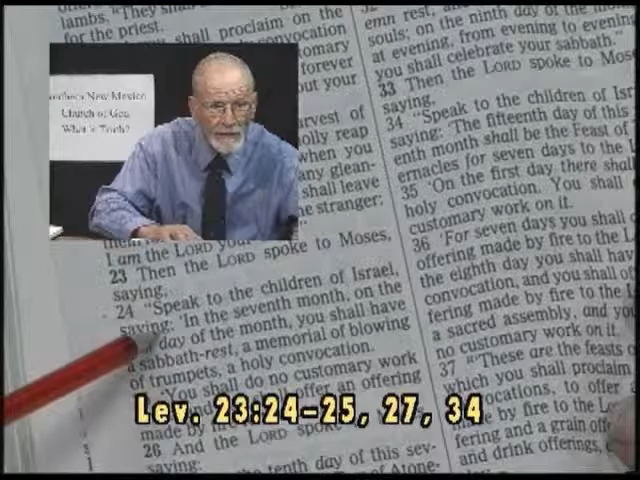 lambs. "They shall
for the priest.
shall proclaim on the
convocation
omary
forever
out your
arvest of
olly reap
when you
any glean-
shall leave
e stranger:
I am the LORD your
23 Then the LORD spoke to Moses,
saying,
24 "Speak to the children of Israel,
saying: 'In the seventh month, on the
day of the month, you shall have
a sabbath-rest, a memorial of blowing
of trumpets, a holy convocation.
You shall do no customary work
offer an offering
made by fire
26 And the LORD spoke
saying:
tenth day of this sev-
of Atone-
emn rest,
souls; on the ninth day of the
at evening, from evening to evening
you shall celebrate your sabbath."
33 Then the LORD spoke to Mos
saying,
34 "Speak to the children of Isr
saying: 'The fifteenth day of this
enth month shall be the Feast of
ernacles for seven days to the L
35 'On the first day there shall
holy convocation. You shall
customary work on it.
36 'For seven days you shall
offering made by fire to the L
the eighth day you shall hav
convocation, and you shall of
fering made by fire to the L
a sacred assembly, and yo
no customary work on it.
37 'These are the feasts
which you shall proclaim
vocations, to offer
made by fire to the Lo
fering and a grain off
and drink offerings,
outhern New Mexico
Church of God
What is Truth?
Lev. 23:24-25, 27, 34